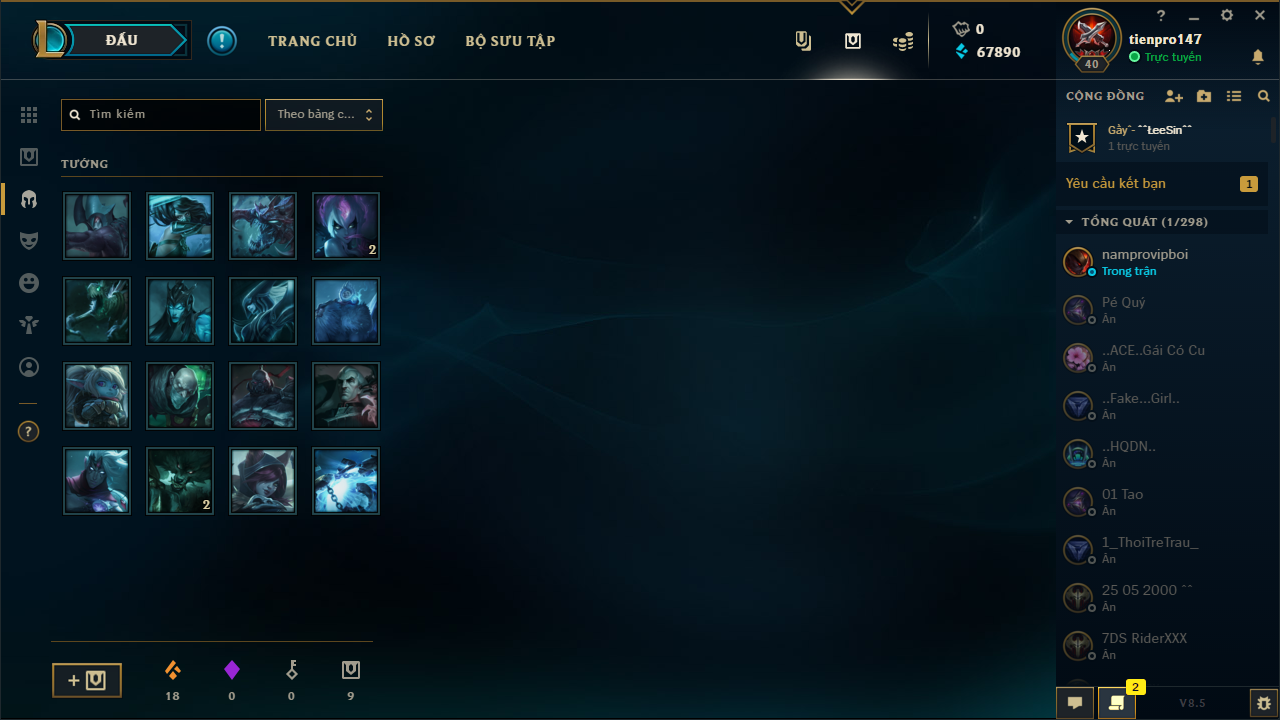 ĐẤU
TRANG CHỦ
HỒ SƠ
BỘ SƯU TẬP
0
67890
?
tienpro147
Trực tuyến
40
Tìm kiếm
Theo bảng c...
CỘNG ĐỒNG
Gầyˆ- ˆˆŁeeSinˆˆ
1 trực tuyến
Yêu cầu kết bạn
1
TƯỚNG
TỔNG QUÁT (1/298)
2
namprovipboi
Trong trận
Pé Quý
Ẩn
..ACE..Gái Có Cu
Ẩn
..Fake...Girl..
Ẩn
..HQDN..
Ẩn
2
01 Tao
Ẩn
1_ThoiTreTrau_
Ẩn
25 05 2000 ˆˆ
Ẩn
7DS RiderXXX
Ẩn
?
+
18
0
0
9
2
V8.5